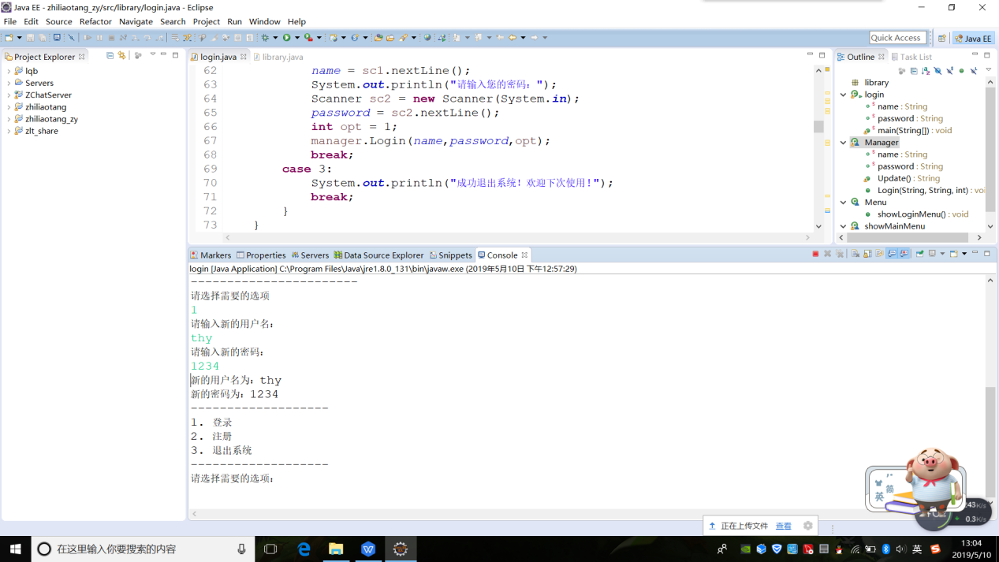 Java EE - zhiliaotang_zy/src/library/login.java - Eclipse
File Edit Source Refactor Navigate Search Project Run Window Help
Quick Access
Java EE
Project Explorer
lqb
Servers
ZChatServer
zhiliaotang
zhiliaotang_zy
zlt_share
login.java library.java
62 name = sc1.nextLine();
63 System.out.println("请输入您的密码：");
64 Scanner sc2 = new Scanner(System.in);
65 password = sc2.nextLine();
66 int opt = 1;
67 manager.Login(name,password,opt);
68 break;
69 case 3:
70 System.out.println("成功退出系统！欢迎下次使用！");
71 break;
72 }
73 }
Outline Task List
library
login
name : String
password : String
main(String[]) : void
Manager
name : String
password : String
Update() : String
Login(String, String, int) : voi
Menu
showLoginMenu() : void
showMainMenu
Markers Properties Servers Data Source Explorer Snippets Console
login [Java Application] C:\Program Files\Java\jre1.8.0_131\bin\javaw.exe (2019年5月10日 下午12:57:29)
------------------------
请选择需要的选项
1
请输入新的用户名：
thy
请输入新的密码：
1234
新的用户名为：thy
新的密码为：1234
--------------------
1. 登录
2. 注册
3. 退出系统
--------------------
请选择需要的选项：
英 简
243K/s
0.3K/s
正在上传文件 查看
在这里输入你要搜索的内容
英
13:04
2019/5/10